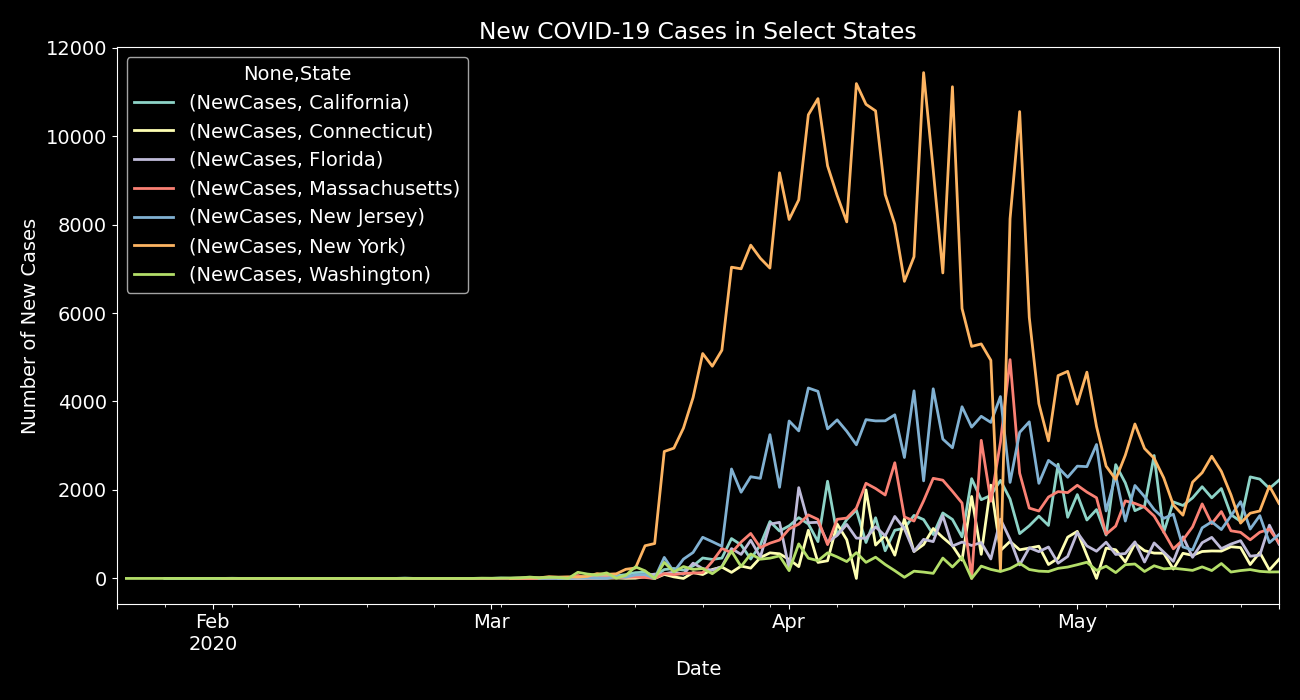 New COVID-19 Cases in Select States
12000
10000
8000
6000
4000
2000
0
Number of New Cases
None,State
(NewCases, California)
(NewCases, Connecticut)
(NewCases, Florida)
(NewCases, Massachusetts)
(NewCases, New Jersey)
(NewCases, New York)
(NewCases, Washington)
Feb Mar Apr May
2020
Date